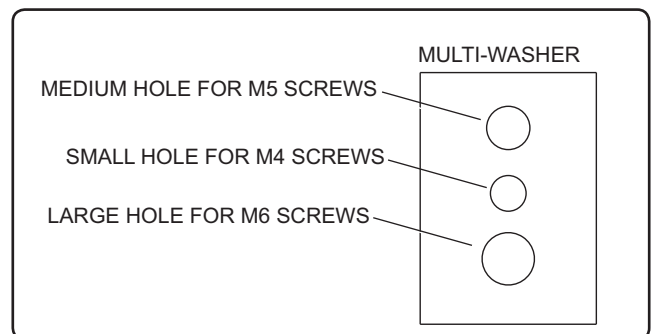 MULTI-WASHER
MEDIUM HOLE FOR M5 SCREWS
SMALL HOLE FOR M4 SCREWS
LARGE HOLE FOR M6 SCREWS